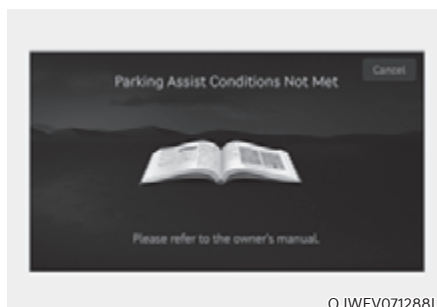 Parking Assist Conditions Not Met
Cancel
Please refer to the owner's manual.
OJWEV071288L